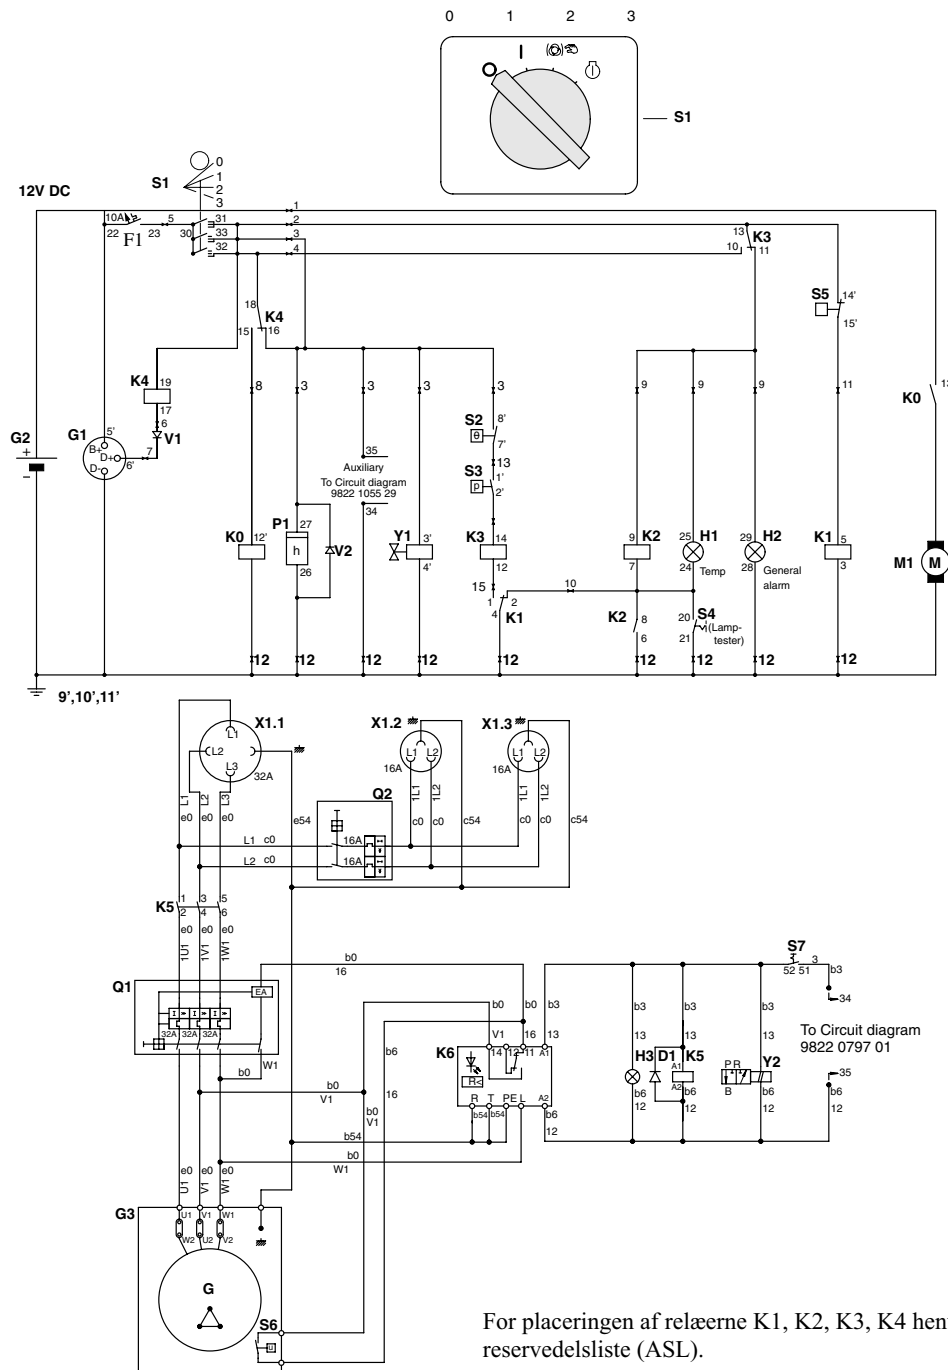 0 1 2 3
S1
S1
0
1
2
3
12V DC
10A
5
22 F1 23 30
31
33
32
1
2
3
4
13
K3
10 11
18
K4
15 16
S5 14'
15'
K4 19
17
6
V1
7
8
3
3
3
3
9
9
9
11
K0
G2
+
−
G1
5'
B+
D+
D-
6'
S2 8'
θ
7'
13
S3 1'
p
2'
35
Auxiliary
To Circuit diagram
9822 1055 29
34
K0 12'
P1 27
h
26
V2
Y1 3'
4'
K3 14
12
15
1 2
4
K1
10
9
K2
7
25
H1
24
Temp
29
H2
28
General
alarm
K1 5
3
M1 M
K2 8
6
20 S4
21 (Lamp-
tester)
12 12 12 12 12 12 12 12 12
9',10',11'
X1.1
L1
L2
L3
32A
X1.2
L1 L2
16A
X1.3
L1 L2
16A
L1 L2 L3
e0 e0 e0
e54
Q2
1L1 1L2
c0 c0
c54
1L1 1L2
c0 c0
c54
L1 c0
16A
L2 c0
16A
K5
1 3 5
2 4 6
e0 e0 e0
1U1 1V1 1W1
b0
16
Q1
EA
I » I » I »
32A 32A 32A
W1
b0
V1
b6
16
b0
V1
b0 b0 b3
V1 16 13
K6
14 12 11 A1
R<
R T PE L A2
b54 b54
b6
12
b54
b0
W1
S7
52 51
3
b3
34
b3 b3 b3
13 13 13
H3 D1 K5
A1
A2
P R
B
Y2
b6 b6 b6
12 12 12
To Circuit diagram
9822 0797 01
35
b6
12
e0 e0 e0
U1 V1 W1
G3
U1 V1 W1
W2 U2 V2
G
S6
u
For placeringen af relæerne K1, K2, K3, K4
reservedelsliste (ASL).